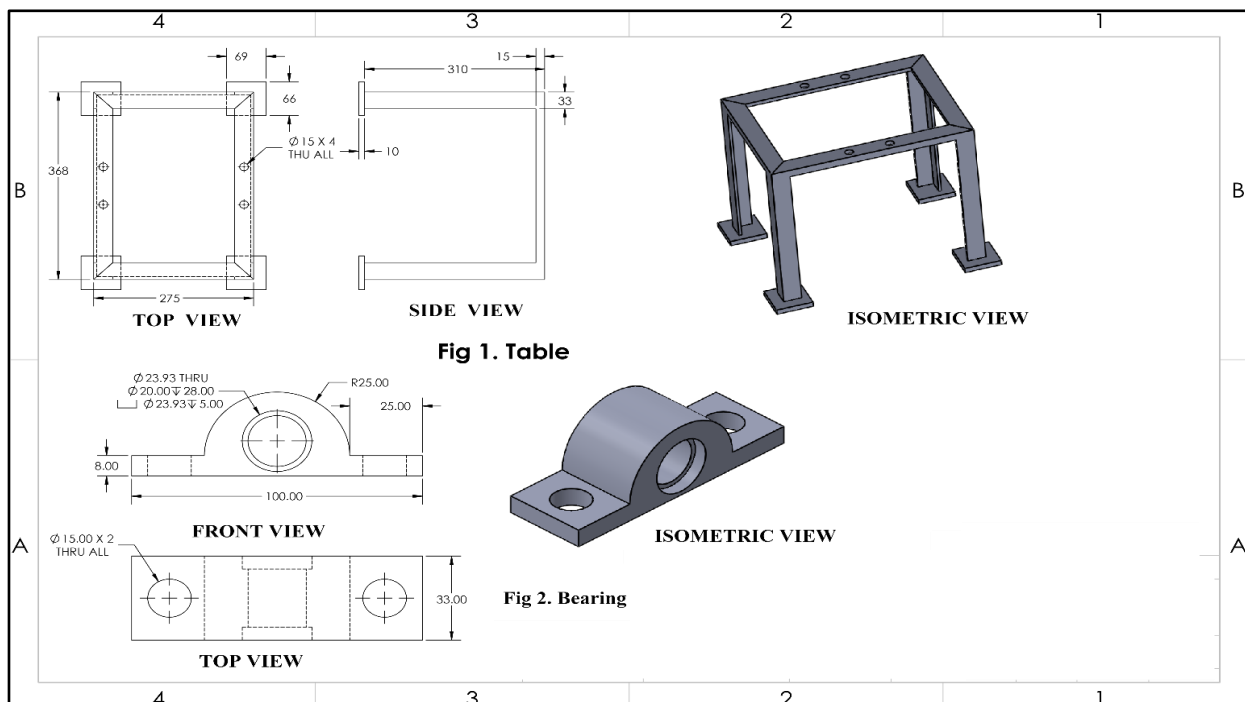 4 3 2 1
69
15
310
66
33
Ø 15 X 4
THU ALL
10
368
B B
275
TOP VIEW
SIDE VIEW
ISOMETRIC VIEW
Fig 1. Table
Ø 23.93 THRU
Ø 20.00 ↧ 28.00
⌴ Ø 23.93 ↧ 5.00
R25.00
25.00
8.00
100.00
FRONT VIEW
ISOMETRIC VIEW
A A
Ø 15.00 X 2
THRU ALL
33.00
Fig 2. Bearing
TOP VIEW
4 3 2 1